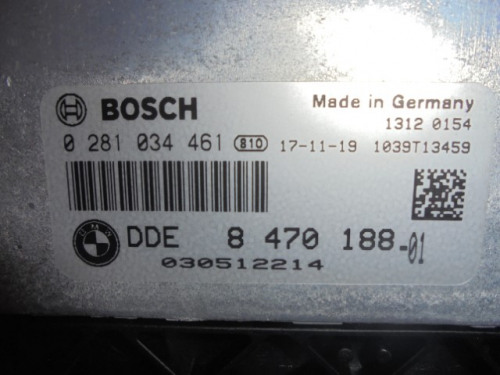 BOSCH
Made in Germany
1312 0154
0 281 034 461 810 17-11-19 1039T13459
DDE 8 470 188-01
030512214